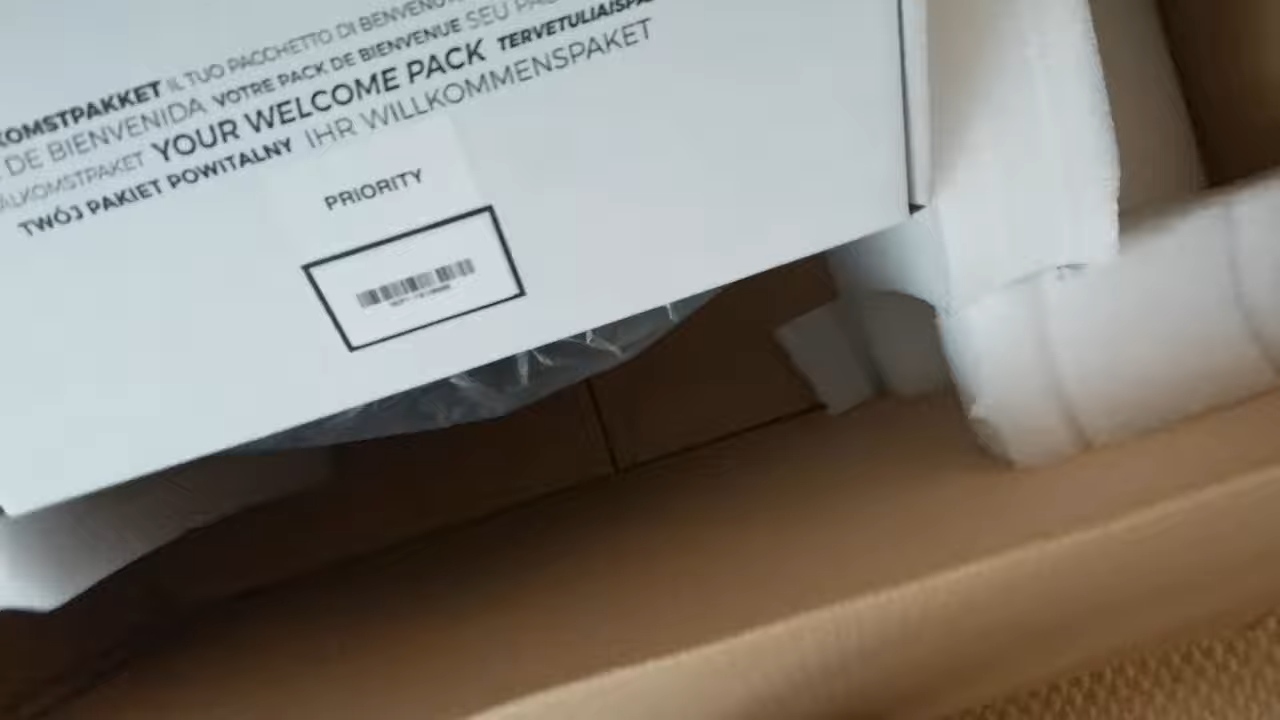 IL TUO PACCHETTO DI BENVENUTO
KOMSTPAKKET VOTRE PACK DE BIENVENUE SEU PA
DE BIENVENIDA YOUR WELCOME PACK TERVETULIAISPA
ÄLKOMSTPAKET IHR WILLKOMMENSPAKET
TWÓJ PAKIET POWITALNY
PRIORITY